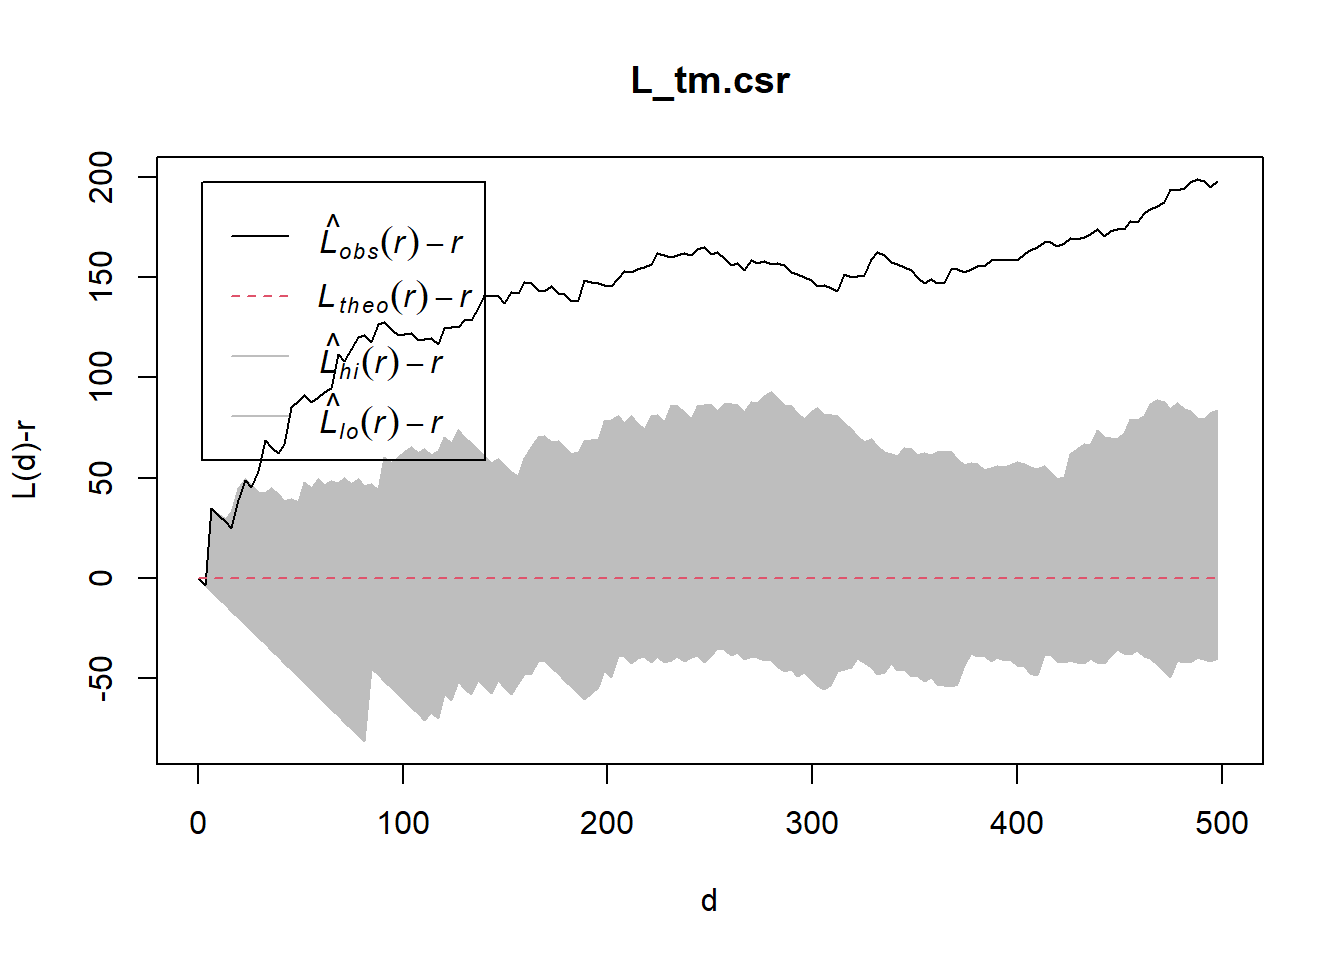 L_tm.csr
L̂obs(r) – r
Ltheo(r) – r
L̂hi(r) – r
L̂lo(r) – r
L(d)-r
200
150
100
50
0
-50
0 100 200 300 400 500
d